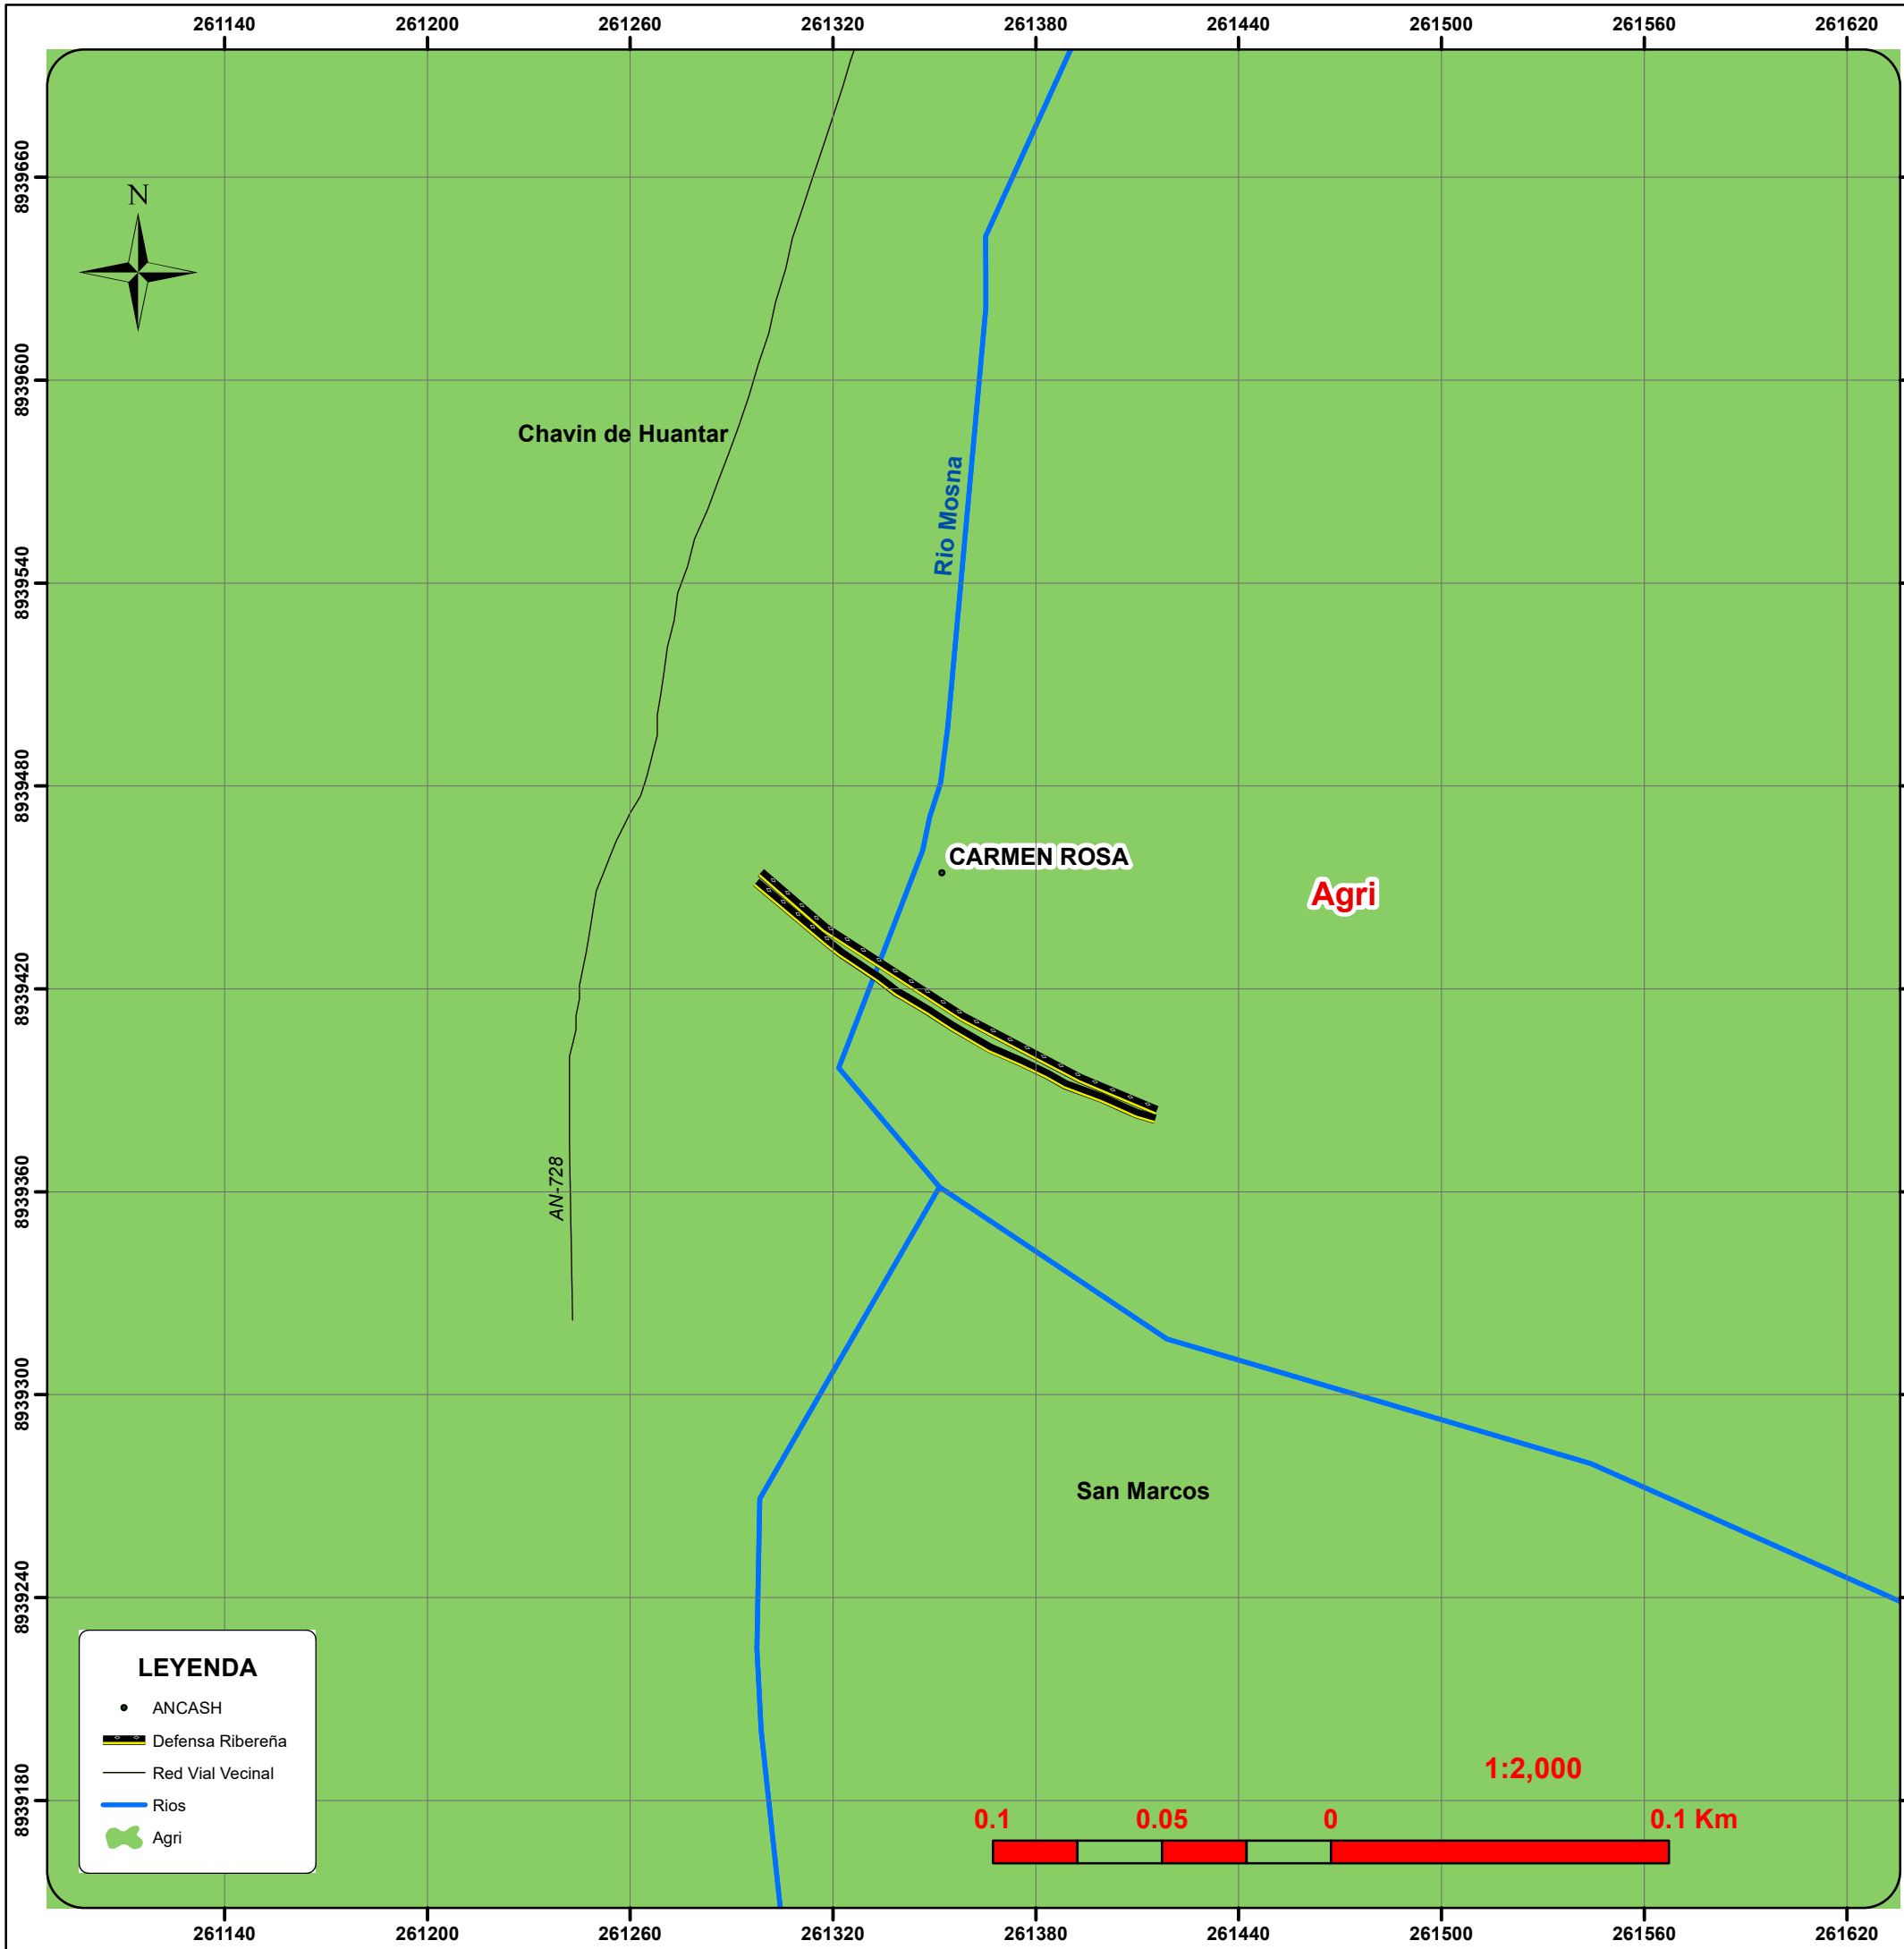 261140 261200 261260 261320 261380 261440 261500 261560 261620
8939660
N
8939600
Chavin de Huantar
Rio Mosna
8939540
8939480
CARMEN ROSA
Agri
8939420
AN-728
8939360
8939300
San Marcos
8939240
LEYENDA
ANCASH
Defensa Ribereña
Red Vial Vecinal
Rios
Agri
8939180
1:2,000
0.1 0.05 0 0.1 Km
261140 261200 261260 261320 261380 261440 261500 261560 261620